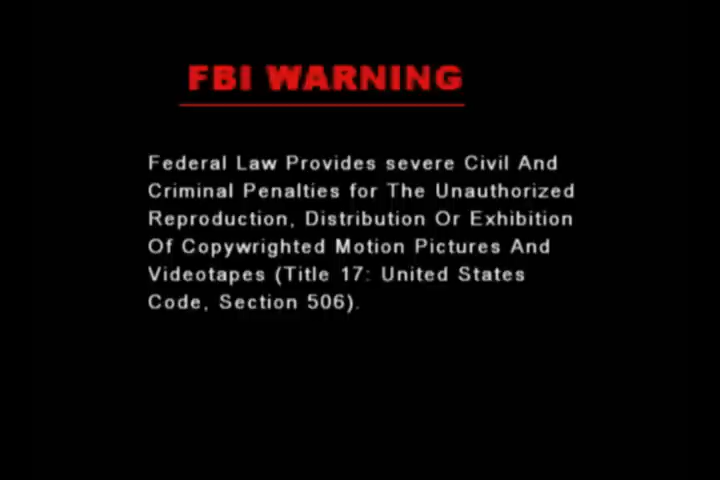 FBI WARNING
Federal Law Provides severe Civil And
Criminal Penalties for The Unauthorized
Reproduction, Distribution Or Exhibition
Of Copywrighted Motion Pictures And
Videotapes (Title 17: United States
Code, Section 506).